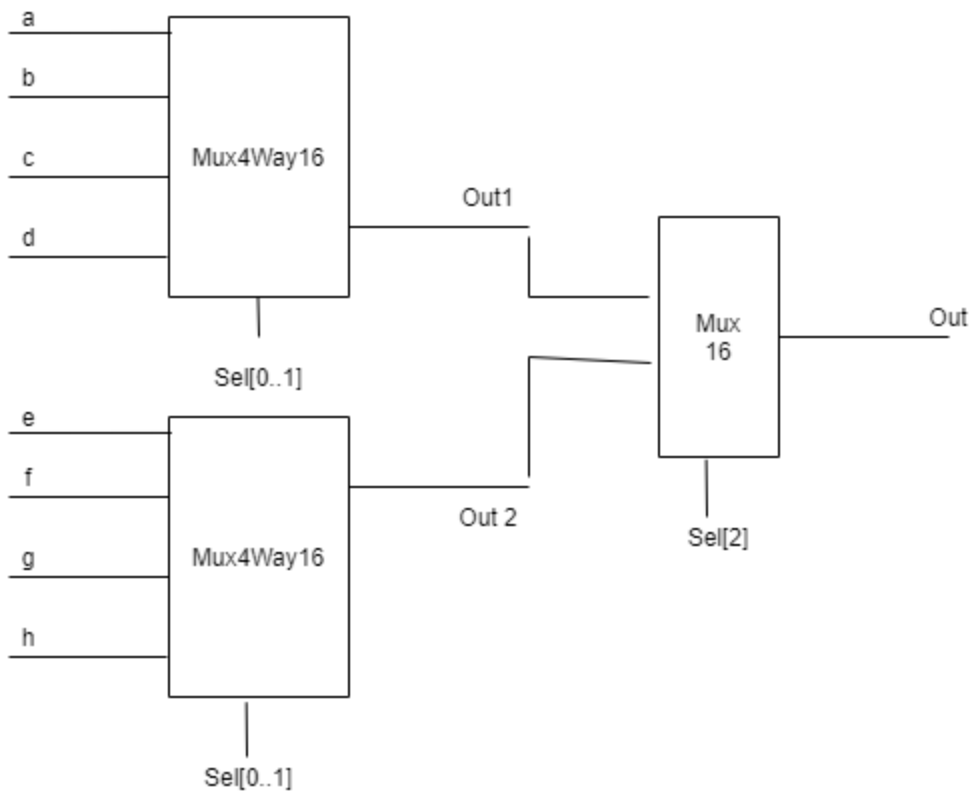 a
b
c
d
Mux4Way16
Sel[0..1]
Out1
e
f
g
h
Mux4Way16
Sel[0..1]
Out 2
Mux
16
Sel[2]
Out